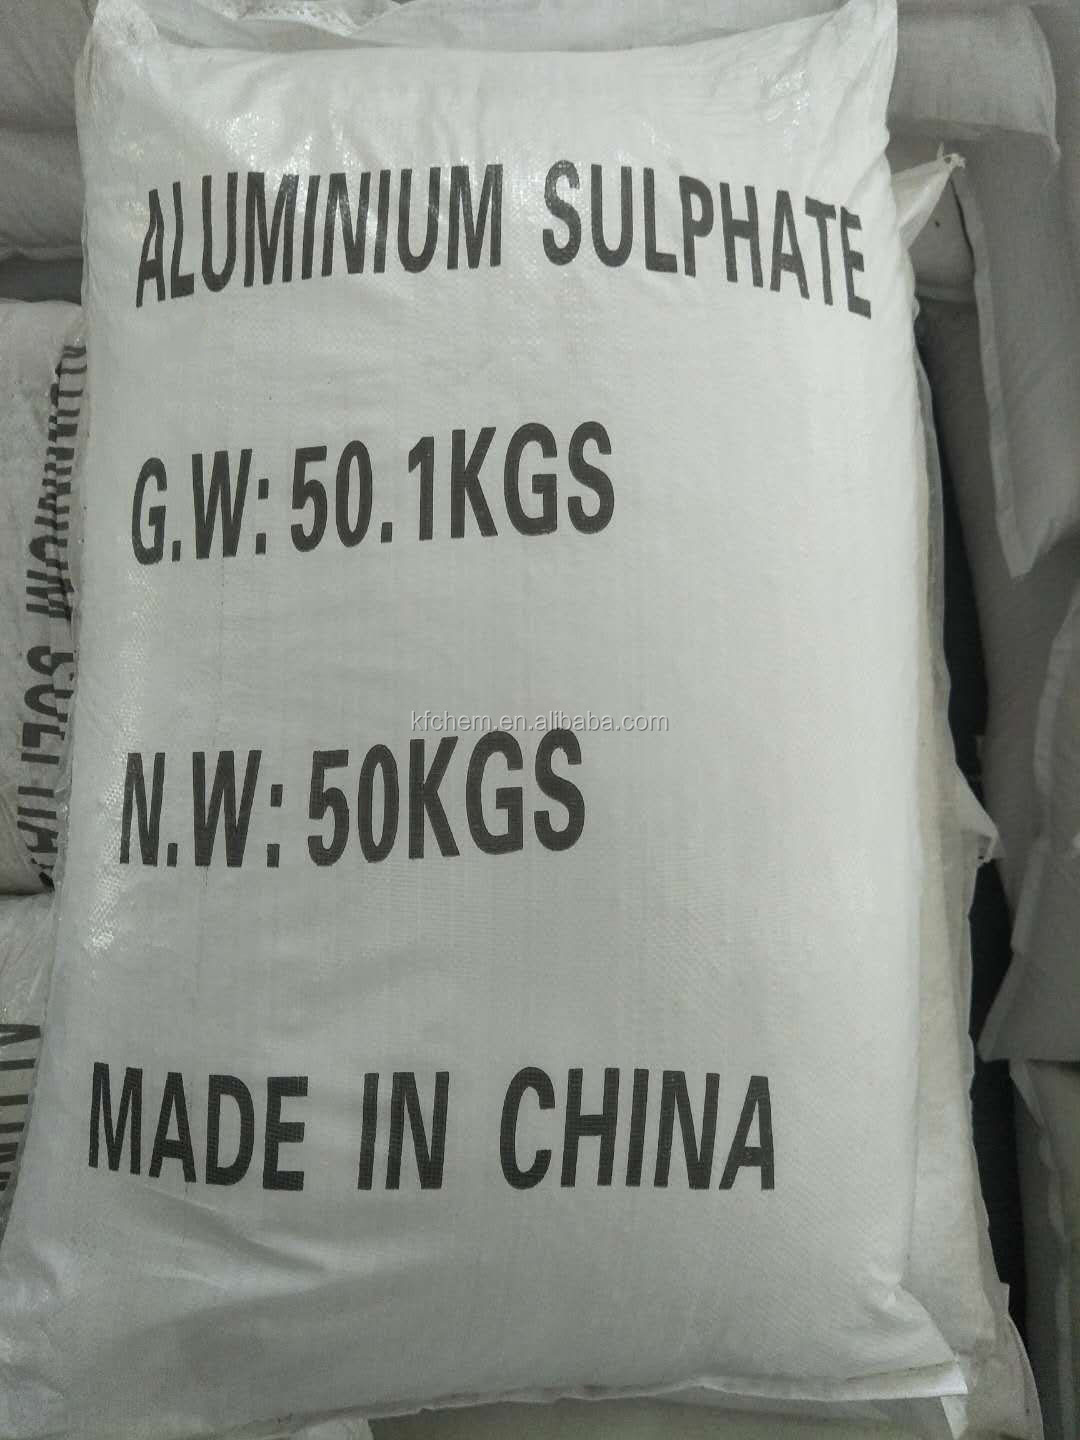 ALUMINIUM SULPHATE
G.W: 50.1KGS
kfchem.en.alibaba.com
N.W: 50KGS
MADE IN CHINA